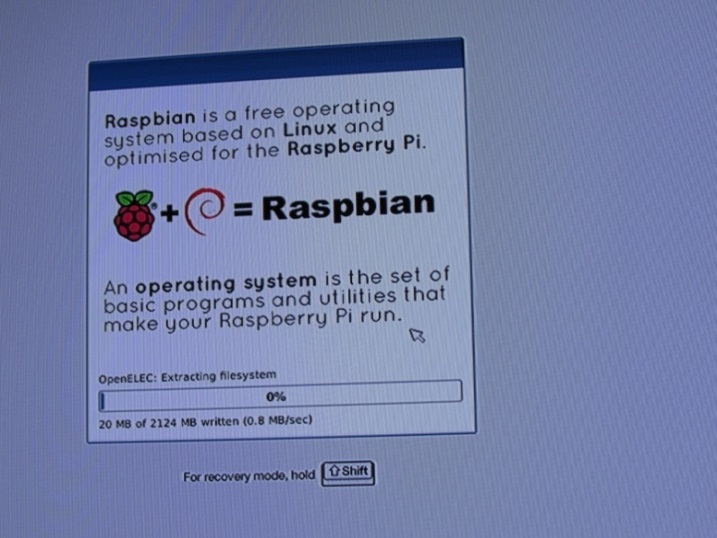 Raspbian is a free operating
system based on Linux and
optimised for the Raspberry Pi.
+ = Raspbian
An operating system is the set of
basic programs and utilities that
make your Raspberry Pi run.
OpenELEC: Extracting filesystem
0%
20 MB of 2124 MB written (0.8 MB/sec)
For recovery mode, hold ⇧Shift